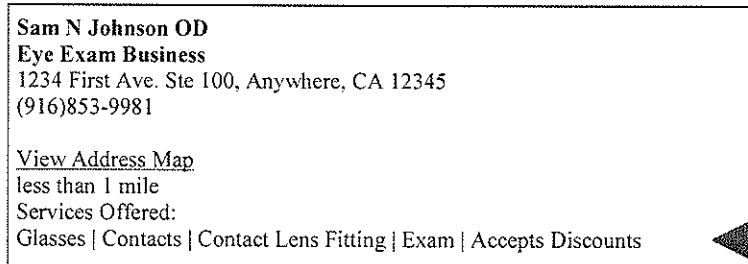 Sam N Johnson OD
Eye Exam Business
1234 First Ave. Ste 100, Anywhere, CA 12345
(916)853-9981
View Address Map
less than 1 mile
Services Offered:
Glasses | Contacts | Contact Lens Fitting | Exam | Accepts Discounts